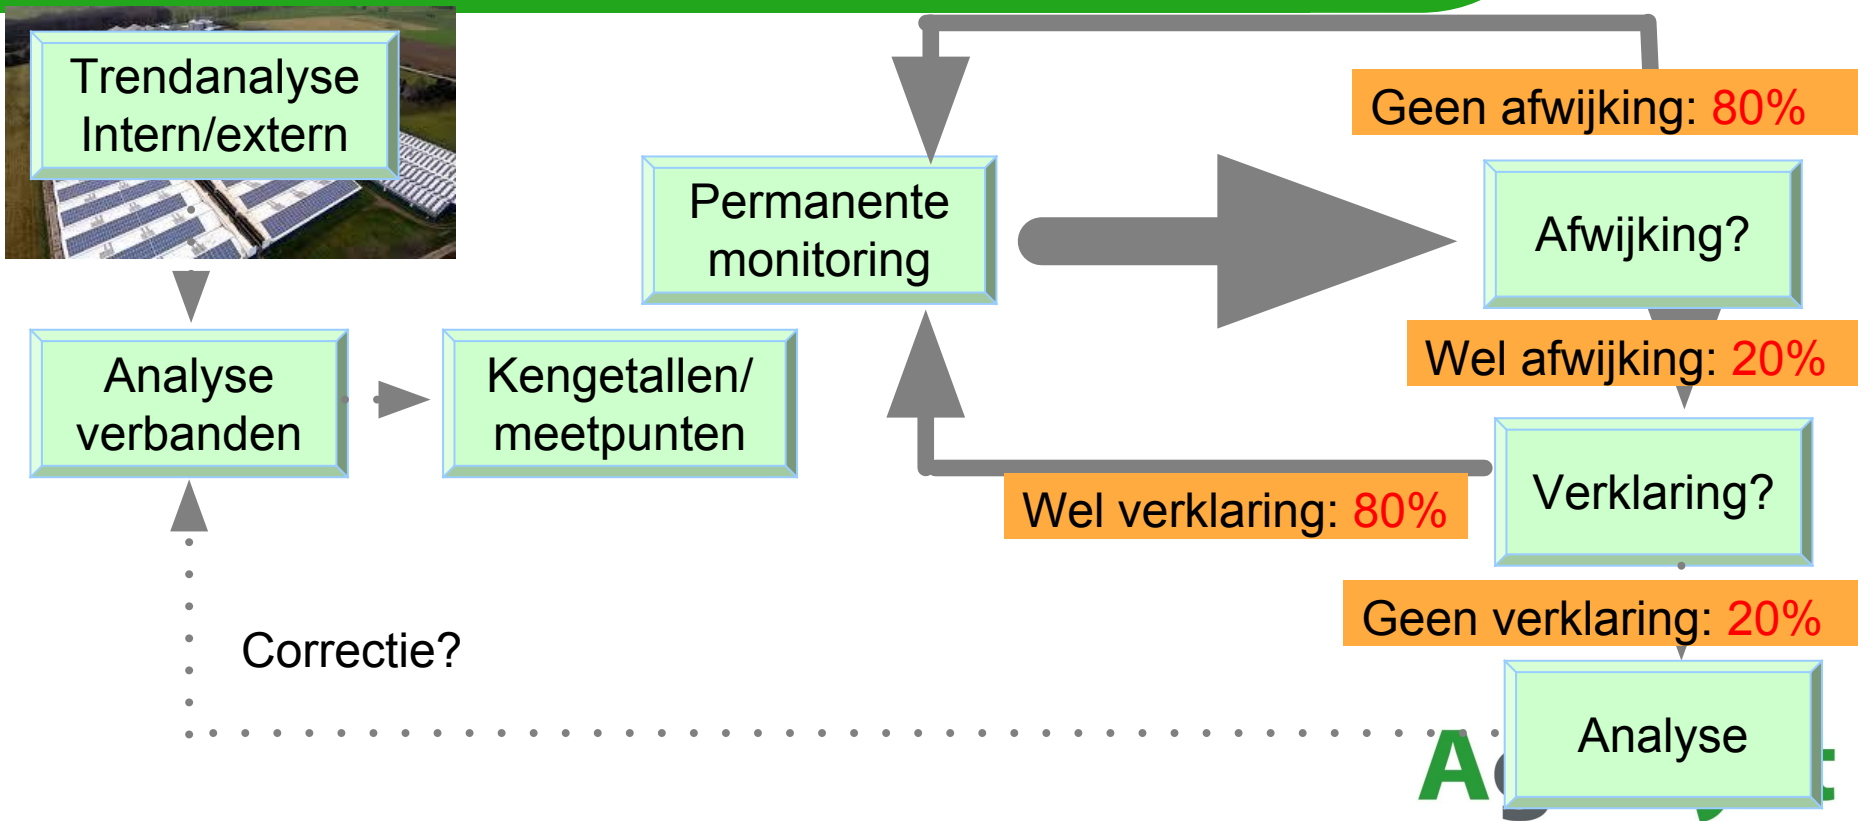 Trendanalyse
Intern/extern
Geen afwijking: 80%
Permanente
monitoring
Afwijking?
Wel afwijking: 20%
Analyse
verbanden
Kengetallen/
meetpunten
Verklaring?
Wel verklaring: 80%
Geen verklaring: 20%
Correctie?
Analyse